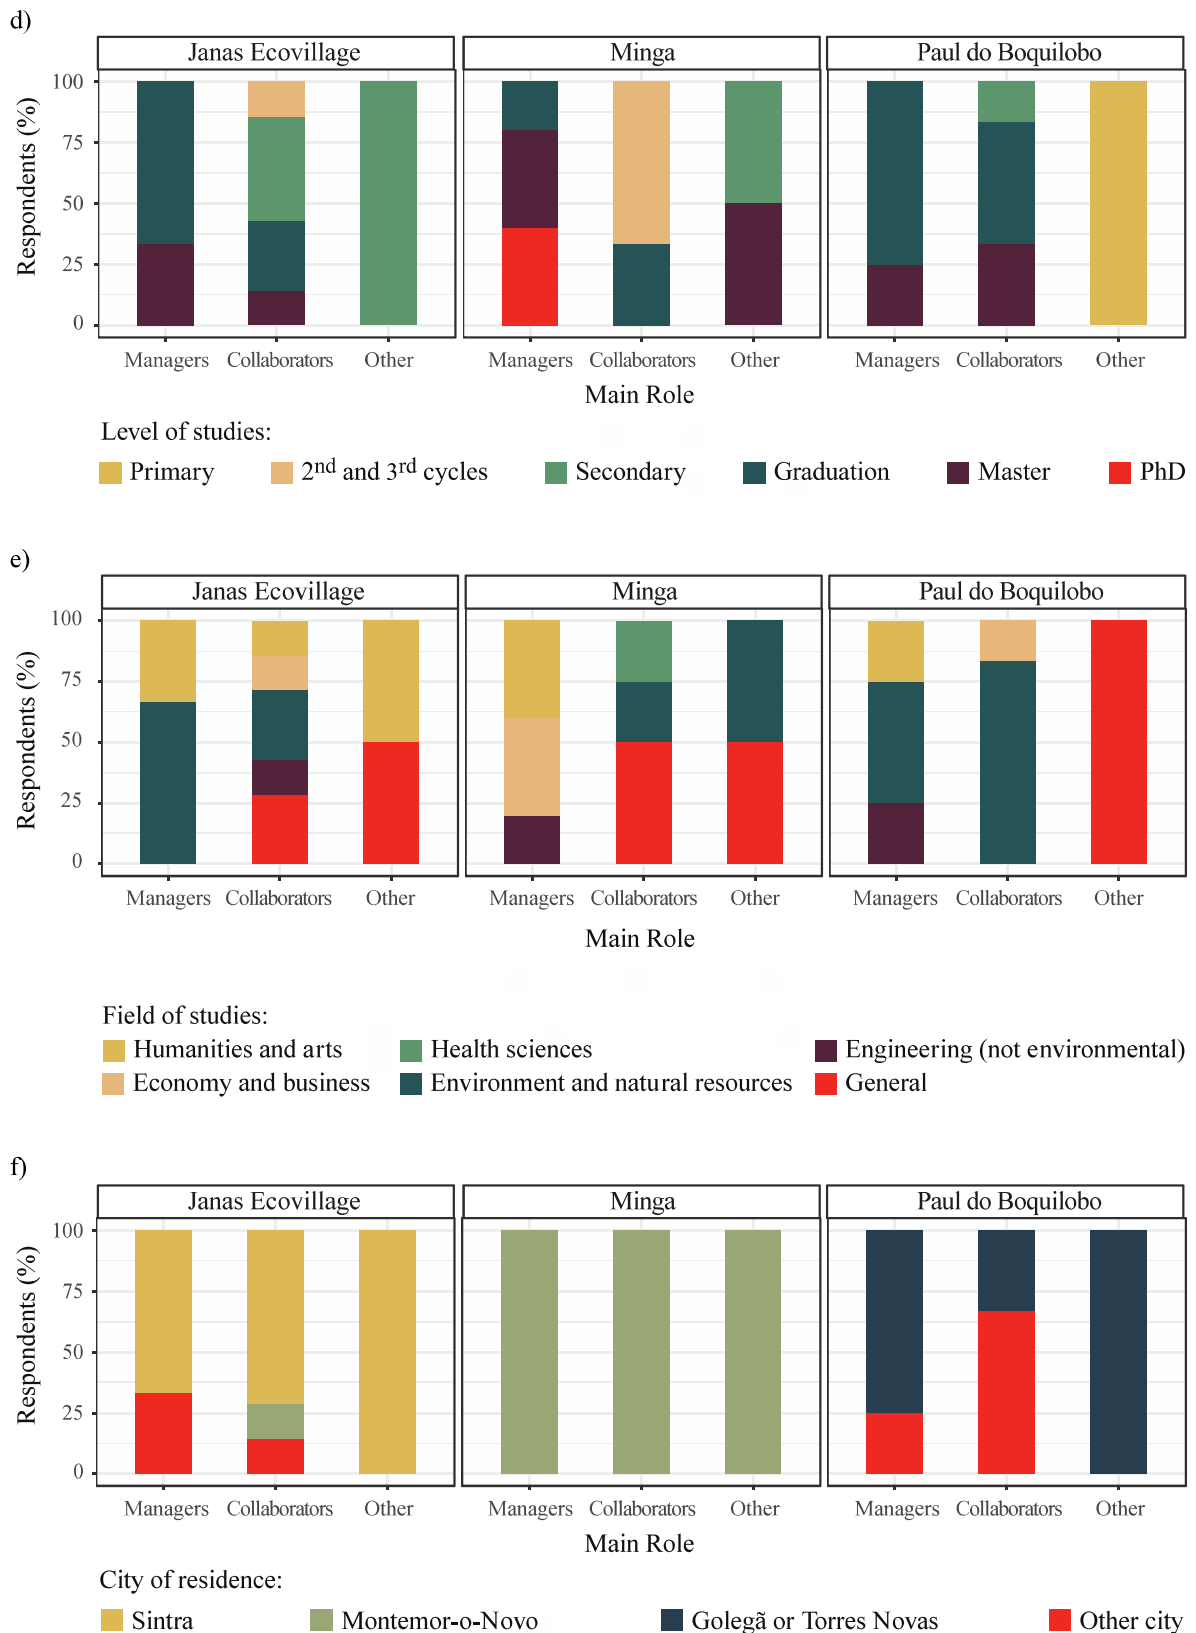 d)
Janas Ecovillage Minga Paul do Boquilobo
Respondents (%)
100
75
50
25
0
Managers Collaborators Other Managers Collaborators Other Managers Collaborators Other
Main Role
Level of studies:
Primary 2nd and 3rd cycles Secondary Graduation Master PhD
e)
Janas Ecovillage Minga Paul do Boquilobo
Respondents (%)
100
75
50
25
0
Managers Collaborators Other Managers Collaborators Other Managers Collaborators Other
Main Role
Field of studies:
Humanities and arts Health sciences Engineering (not environmental)
Economy and business Environment and natural resources General
f)
Janas Ecovillage Minga Paul do Boquilobo
Respondents (%)
100
75
50
25
0
Managers Collaborators Other Managers Collaborators Other Managers Collaborators Other
Main Role
City of residence:
Sintra Montemor-o-Novo Golegã or Torres Novas Other city